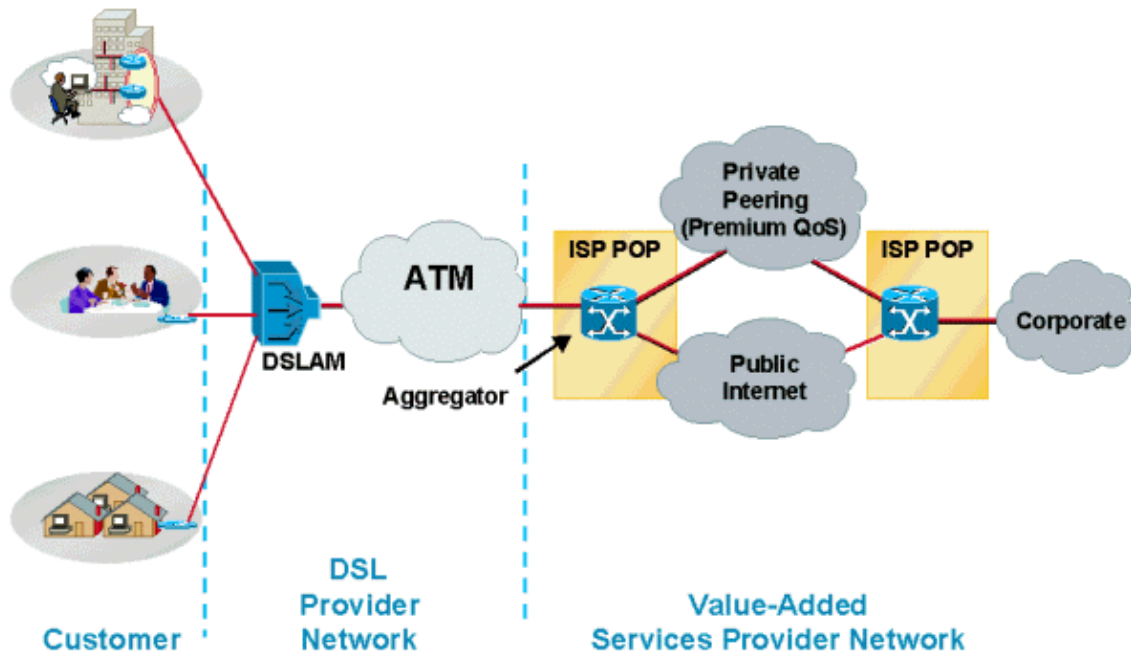 Private
Peering
(Premium QoS)
ISP POP
ISP POP
ATM
Corporate
DSLAM
Public
Internet
Aggregator
Customer
DSL
Provider
Network
Value-Added
Services Provider Network